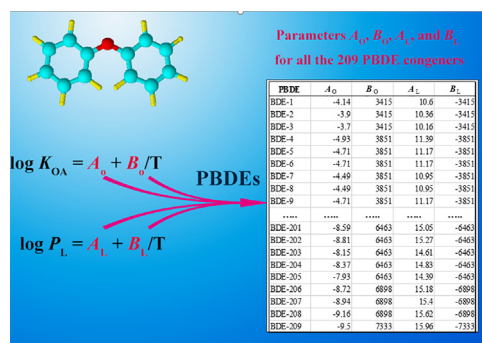 Parameters A_O, B_O, A_L, and B_L
for all the 209 PBDE congeners
log K_OA = A_o + B_o/T
PBDEs
log P_L = A_L + B_L/T
PBDE A_O B_O A_L B_L
BDE-1 -4.14 3415 10.6 -3415
BDE-2 -3.9 3415 10.36 -3415
BDE-3 -3.7 3415 10.16 -3415
BDE-4 -4.93 3851 11.39 -3851
BDE-5 -4.71 3851 11.17 -3851
BDE-6 -4.71 3851 11.17 -3851
BDE-7 -4.49 3851 10.95 -3851
BDE-8 -4.49 3851 10.95 -3851
BDE-9 -4.71 3851 11.17 -3851
..... ..... ..... ..... .....
BDE-201 -8.59 6463 15.05 -6463
BDE-202 -8.81 6463 15.27 -6463
BDE-203 -8.15 6463 14.61 -6463
BDE-204 -8.37 6463 14.83 -6463
BDE-205 -7.93 6463 14.39 -6463
BDE-206 -8.72 6898 15.18 -6898
BDE-207 -8.94 6898 15.4 -6898
BDE-208 -9.16 6898 15.62 -6898
BDE-209 -9.5 7333 15.96 -7333